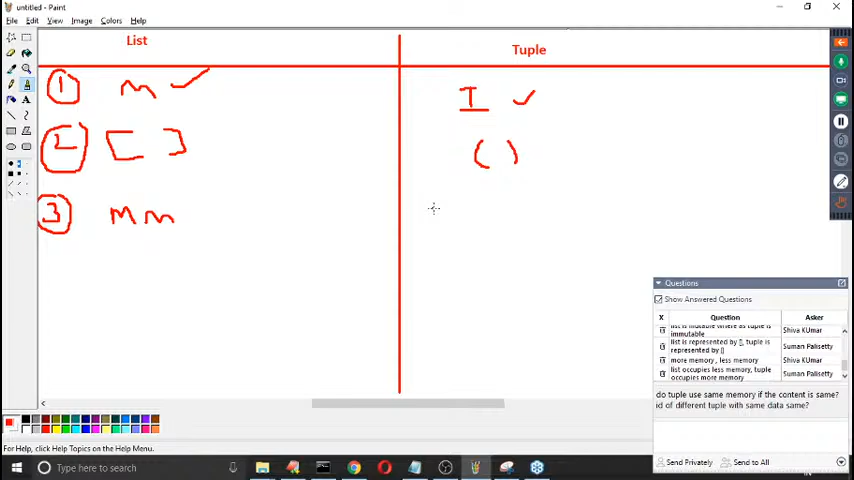 untitled - Paint
File Edit View Image Colors Help
List
Tuple
1 m
I
2 [ ]
( )
3 Mm
Questions
Show Answered Questions
X Question Asker
list is mutable where as tuple is immutable Shiva KUmar
list is represented by [], tuple is represented by () Suman Palisetty
more memory , less memory Shiva KUmar
list occupies less memory, tuple occupies more memory Suman Palisetty
do tuple use same memory if the content is same?
id of different tuple with same data same?
Send Privately Send to All
For Help, click Help Topics on the Help Menu.
Type here to search